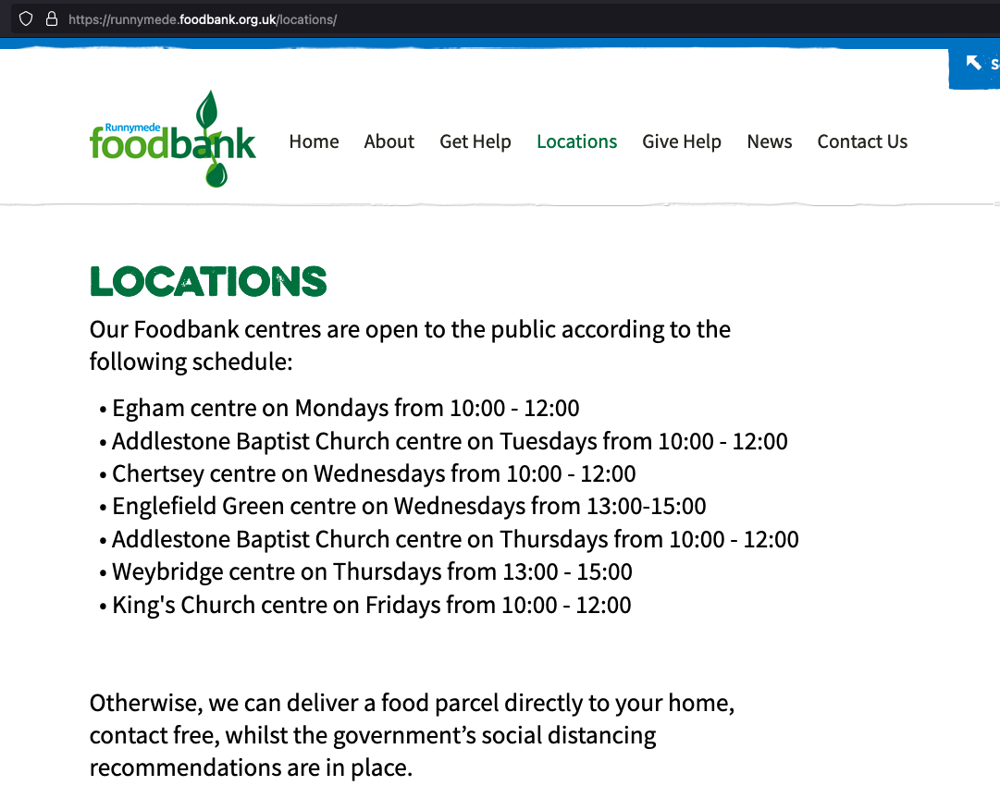 https://runnymede.foodbank.org.uk/locations/
Runnymede
foodbank
Home About Get Help Locations Give Help News Contact Us
LOCATIONS
Our Foodbank centres are open to the public according to the
following schedule:
• Egham centre on Mondays from 10:00 - 12:00
• Addlestone Baptist Church centre on Tuesdays from 10:00 - 12:00
• Chertsey centre on Wednesdays from 10:00 - 12:00
• Englefield Green centre on Wednesdays from 13:00-15:00
• Addlestone Baptist Church centre on Thursdays from 10:00 - 12:00
• Weybridge centre on Thursdays from 13:00 - 15:00
• King's Church centre on Fridays from 10:00 - 12:00
Otherwise, we can deliver a food parcel directly to your home,
contact free, whilst the government’s social distancing
recommendations are in place.